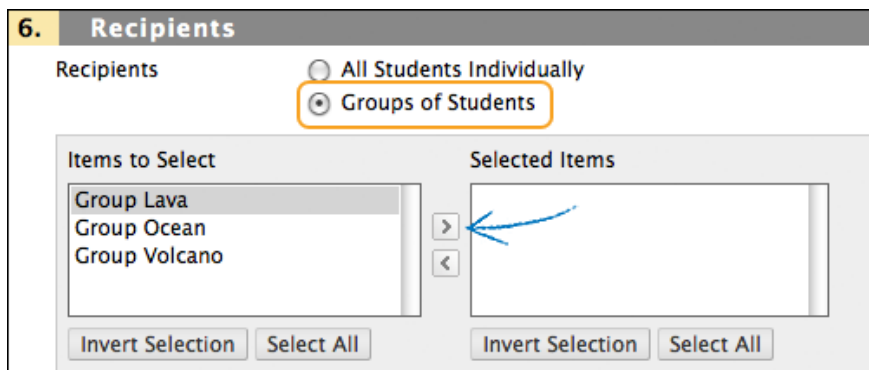 6. Recipients
Recipients
All Students Individually
Groups of Students
Items to Select
Selected Items
Group Lava
Group Ocean
Group Volcano
>
<
Invert Selection Select All
Invert Selection Select All